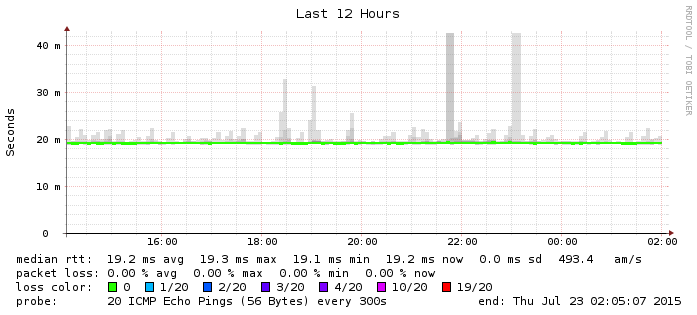 Last 12 Hours
RRDTOOL / TOBI OETIKER
Seconds
40 m
30 m
20 m
10 m
0
16:00 18:00 20:00 22:00 00:00 02:00
median rtt: 19.2 ms avg 19.3 ms max 19.1 ms min 19.2 ms now 0.0 ms sd 493.4 am/s
packet loss: 0.00 % avg 0.00 % max 0.00 % min 0.00 % now
loss color: 0 1/20 2/20 3/20 4/20 10/20 19/20
probe: 20 ICMP Echo Pings (56 Bytes) every 300s end: Thu Jul 23 02:05:07 2015